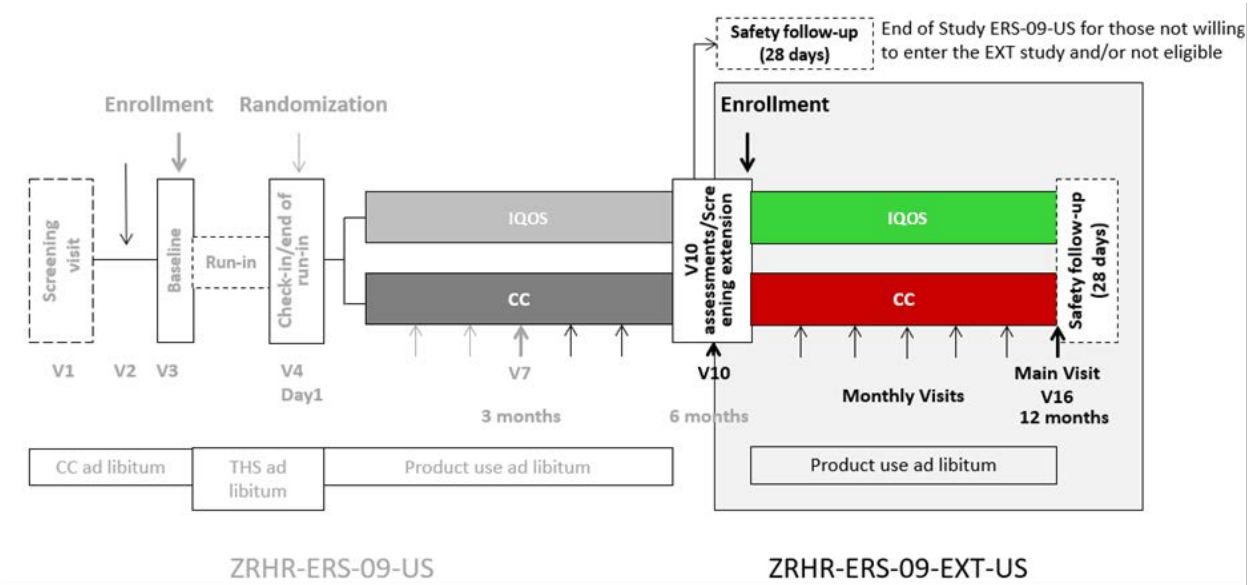 Safety follow-up
(28 days)
End of Study ERS-09-US for those not willing
to enter the EXT study and/or not eligible
Enrollment
Randomization
Enrollment
Screening
visit
Baseline
Run-in
Check-in/end of
run-in
IQOS
CC
V10
assessments/Scre
ening extension
IQOS
CC
Safety follow-up
(28 days)
V1
V2
V3
V4
Day1
V7
3 months
V10
6 months
Monthly Visits
Main Visit
V16
12 months
CC ad libitum
THS ad
libitum
Product use ad libitum
Product use ad libitum
ZRHR-ERS-09-US
ZRHR-ERS-09-EXT-US